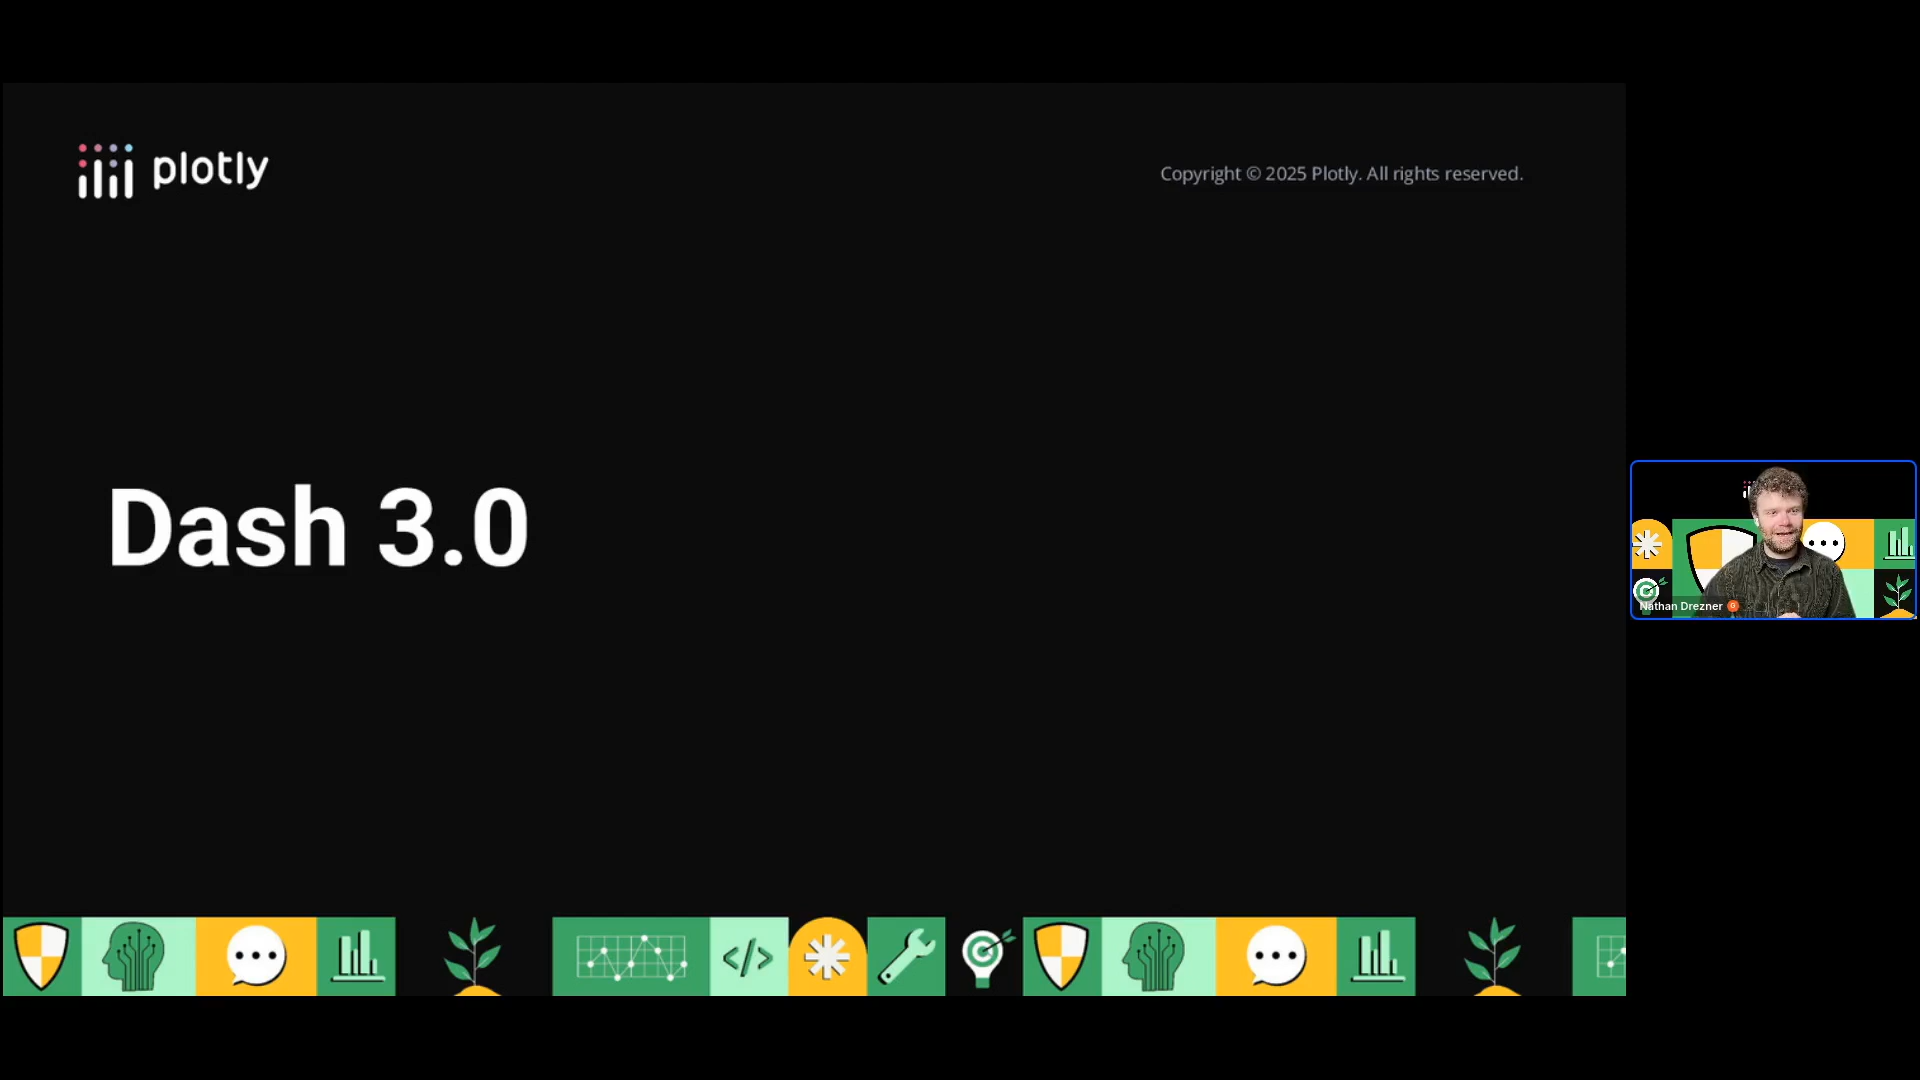 plotly
Copyright © 2025 Plotly. All rights reserved.
Dash 3.0
</>
Nathan Drezner